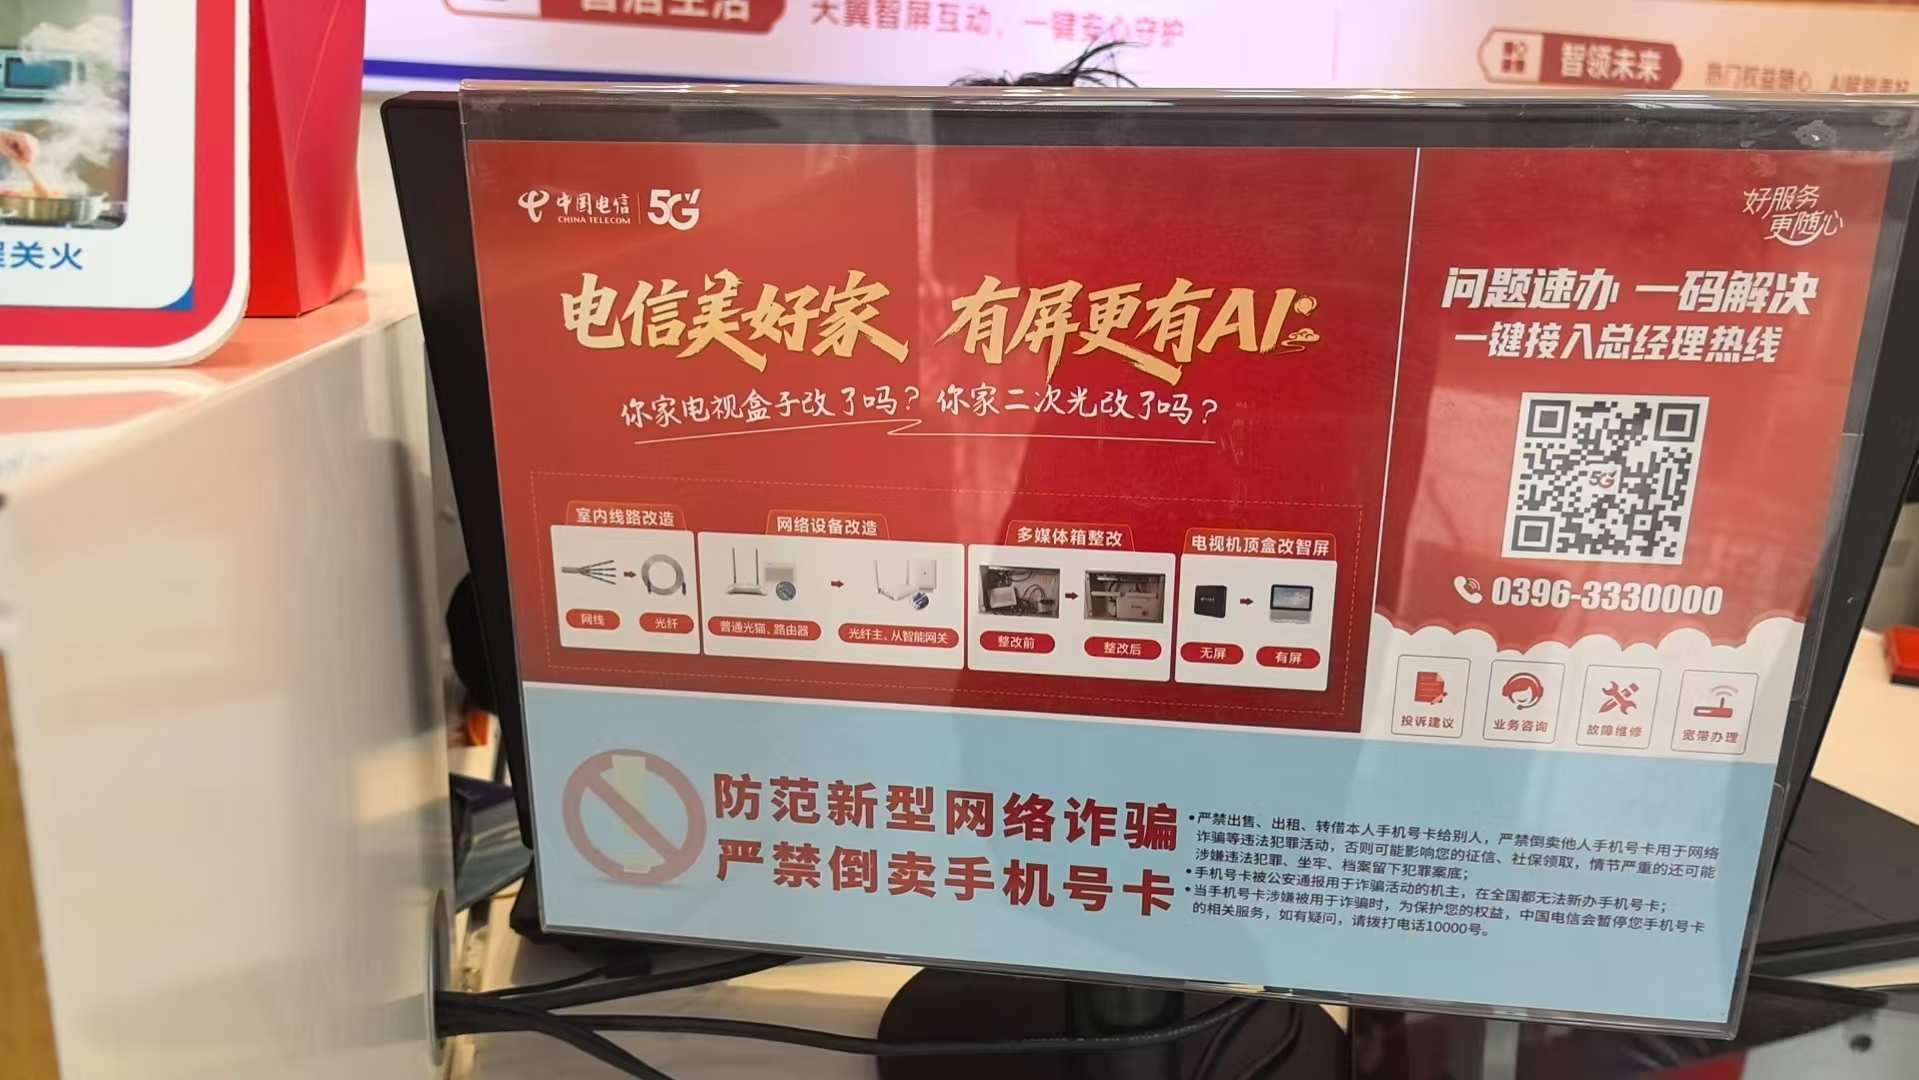 天翼智屏互动，一键安心守护
智领未来
关火
中国电信
CHINA TELECOM
5G
电信美好家 有屏更有AI
你家电视盒子改了吗？你家二次光改了吗？
室内线路改造
网线
光纤
网络设备改造
普通光猫、路由器
光纤主、从智能网关
多媒体箱整改
整改前
整改后
电视机顶盒改智屏
无屏
有屏
好服务
更随心
问题速办 一码解决
一键接入总经理热线
5G
0396-3330000
投诉建议
业务咨询
故障维修
宽带办理
防范新型网络诈骗
严禁倒卖手机号卡
•严禁出售、出租、转借本人手机号卡给别人，严禁倒卖他人手机号卡用于网络
诈骗等违法犯罪活动，否则可能影响您的征信、社保领取，情节严重的还可能
涉嫌违法犯罪、坐牢、档案留下犯罪案底；
•手机号卡被公安通报用于诈骗活动的机主，在全国都无法新办手机号卡；
•当手机号卡涉嫌被用于诈骗时，为保护您的权益，中国电信会暂停您手机号卡
的相关服务，如有疑问，请拨打电话10000号。